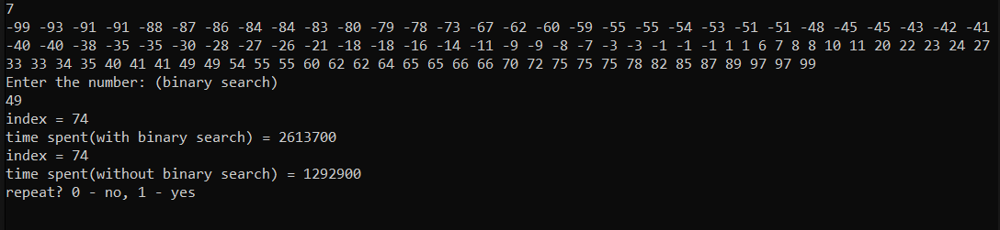 7
-99 -93 -91 -91 -88 -87 -86 -84 -84 -83 -80 -79 -78 -73 -67 -62 -60 -59 -55 -55 -54 -53 -51 -51 -48 -45 -45 -43 -42 -41
-40 -40 -38 -35 -35 -30 -28 -27 -26 -21 -18 -18 -16 -14 -11 -9 -9 -8 -7 -3 -3 -1 -1 -1 1 1 6 7 8 8 10 11 20 22 23 24 27
33 33 34 35 40 41 41 49 49 54 55 55 60 62 62 64 65 65 66 66 70 72 75 75 75 78 82 85 87 89 97 97 99
Enter the number: (binary search)
49
index = 74
time spent(with binary search) = 2613700
index = 74
time spent(without binary search) = 1292900
repeat? 0 - no, 1 - yes